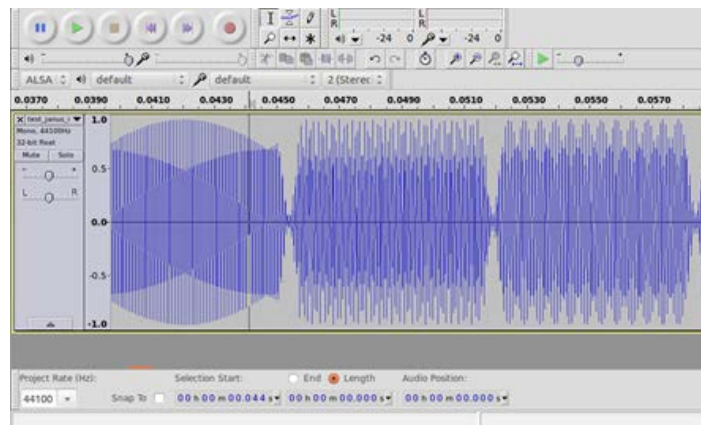 L
R
L
R
-24 0
-24 0
ALSA
default
default
2 (Sterec
0.0370 0.0390 0.0410 0.0430 0.0450 0.0470 0.0490 0.0510 0.0530 0.0550 0.0570
X test_janus_i
Mono, 44100Hz
32-bit float
Mute Solo
- +
L R
1.0
0.5-
0.0-
-0.5-
-1.0
Project Rate (Hz): Selection Start: End Length Audio Position:
44100 Snap To 00 h 00 m 00.044 s 00 h 00 m 00.000 s 00 h 00 m 00.000 s